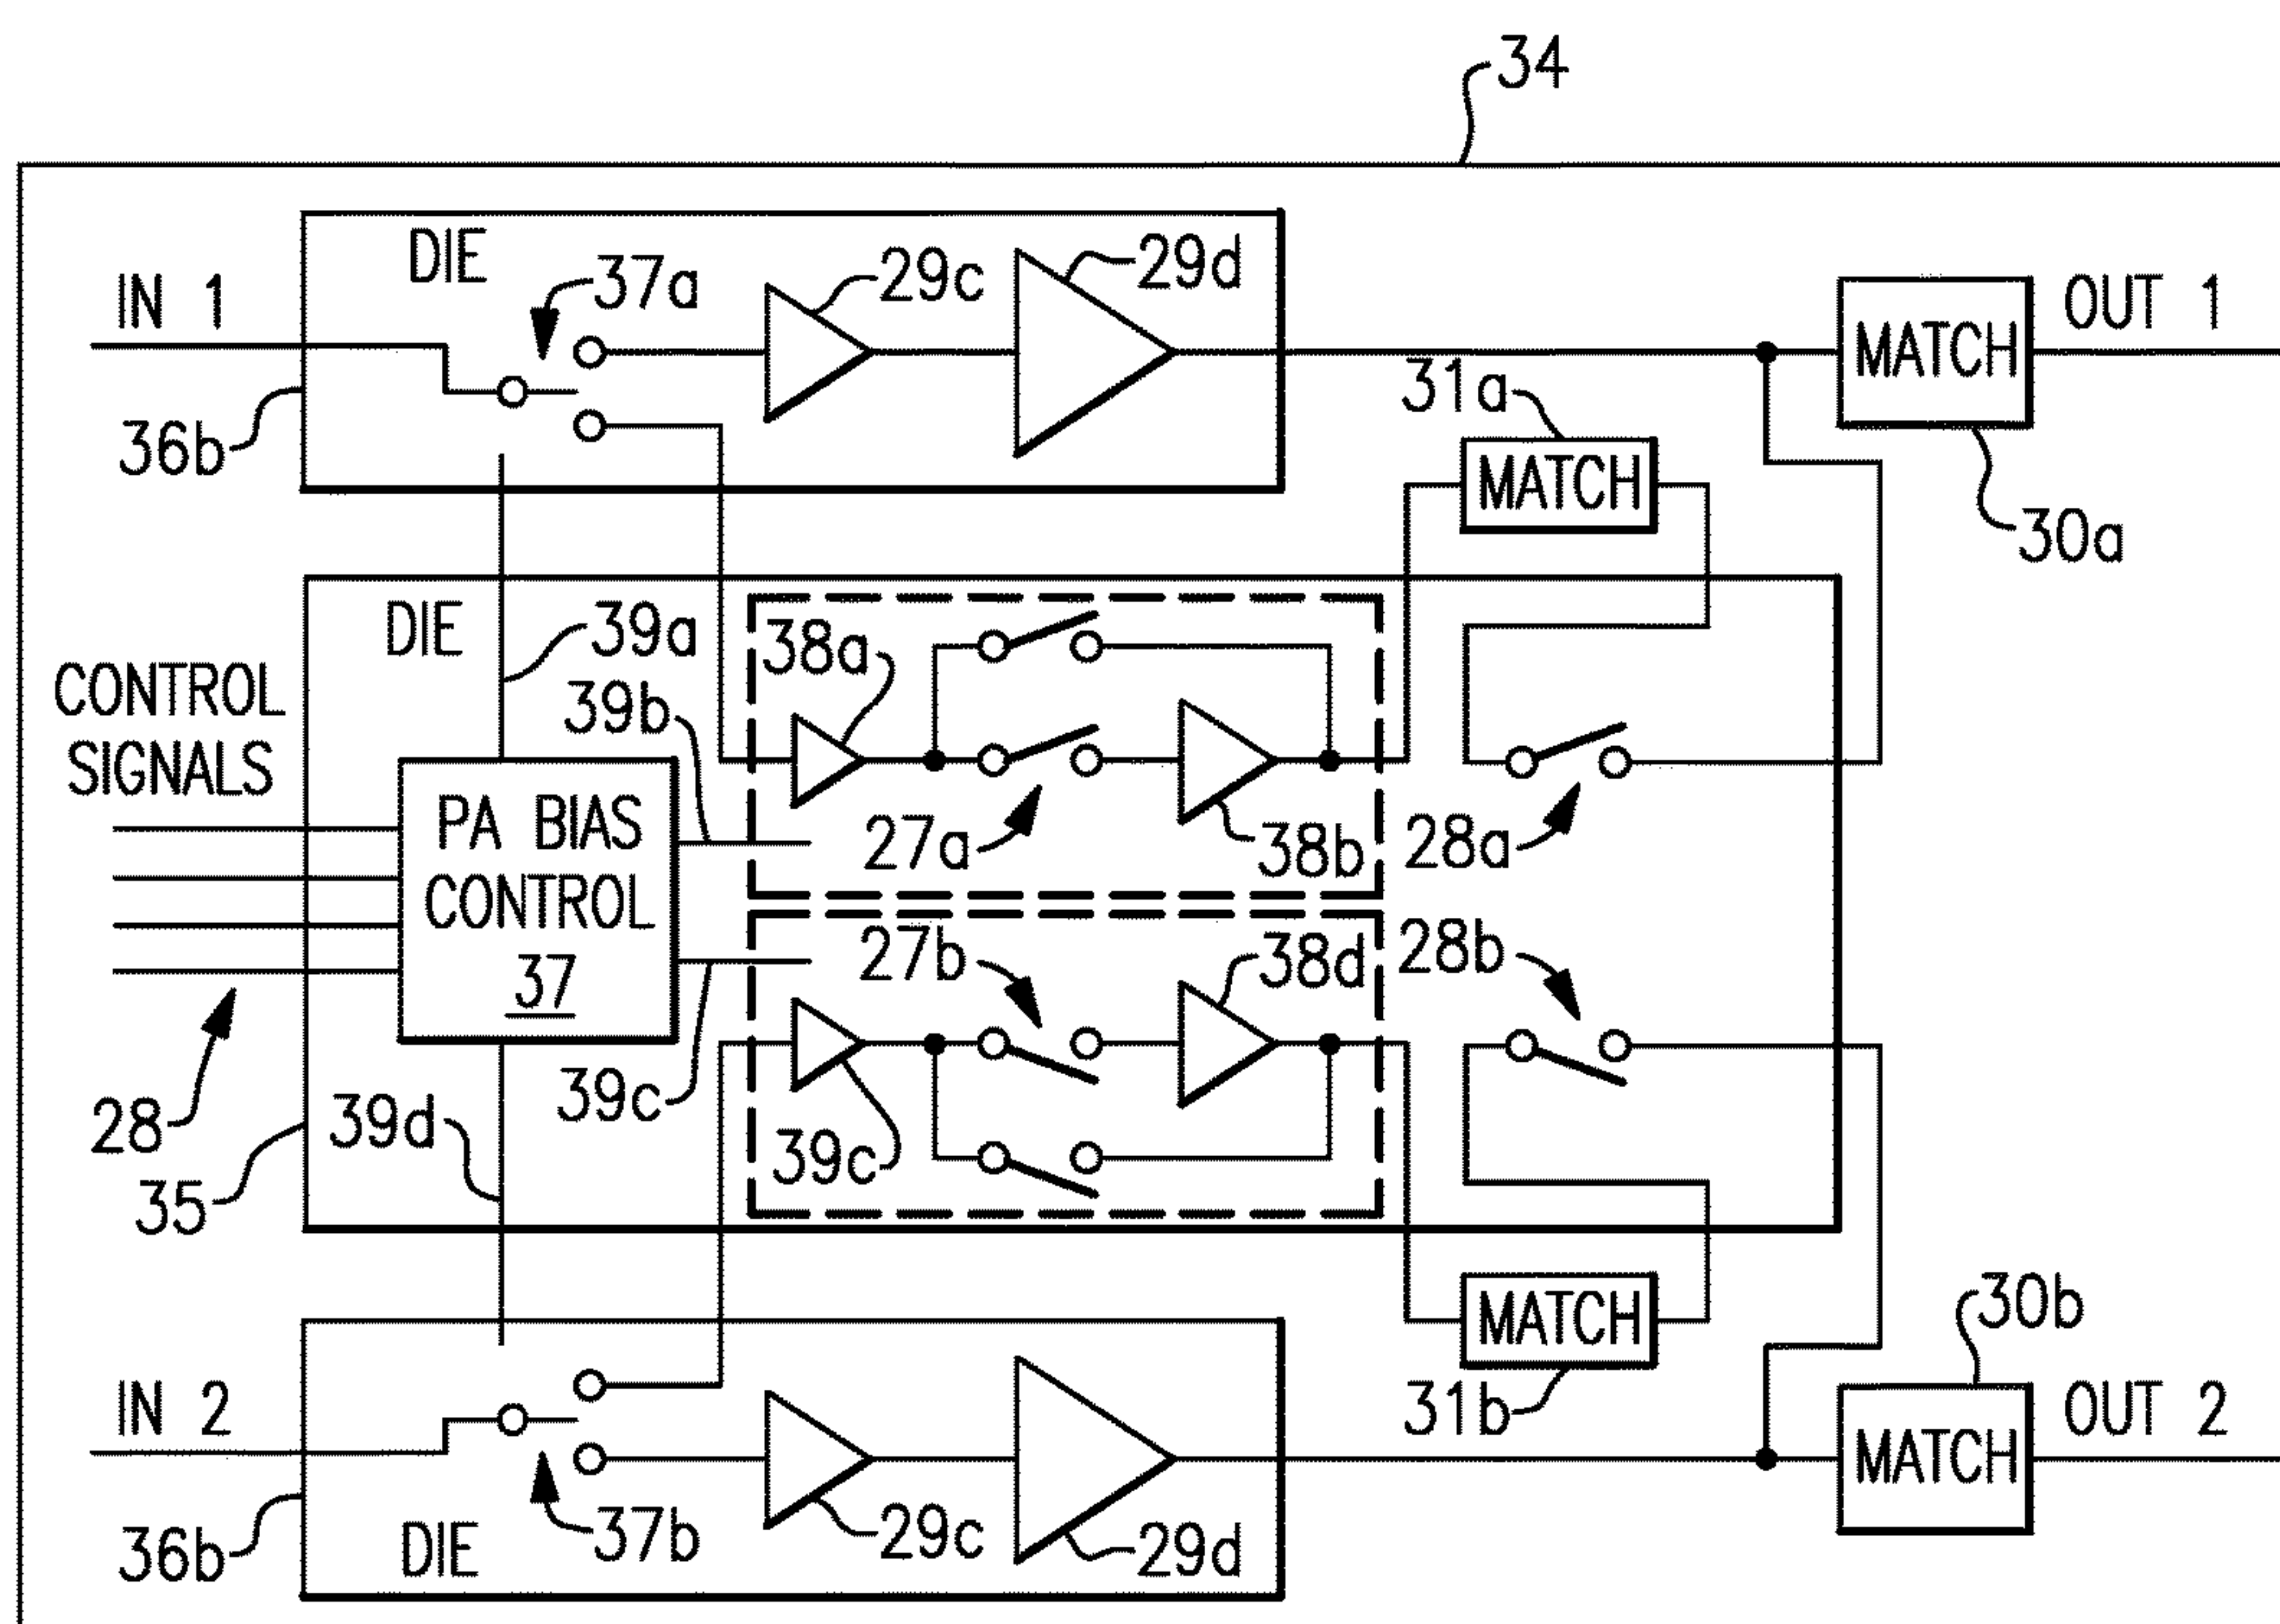 34
DIE
IN 1
37a
29c
29d
OUT 1
MATCH
36b
31a
MATCH
30a
DIE
39a
38a
39b
CONTROL
SIGNALS
PA BIAS
CONTROL
37
27a
38b
28a
27b
38d
28b
28
39d
39c
39c
35
MATCH
30b
IN 2
31b
OUT 2
MATCH
36b
DIE
37b
29c
29d